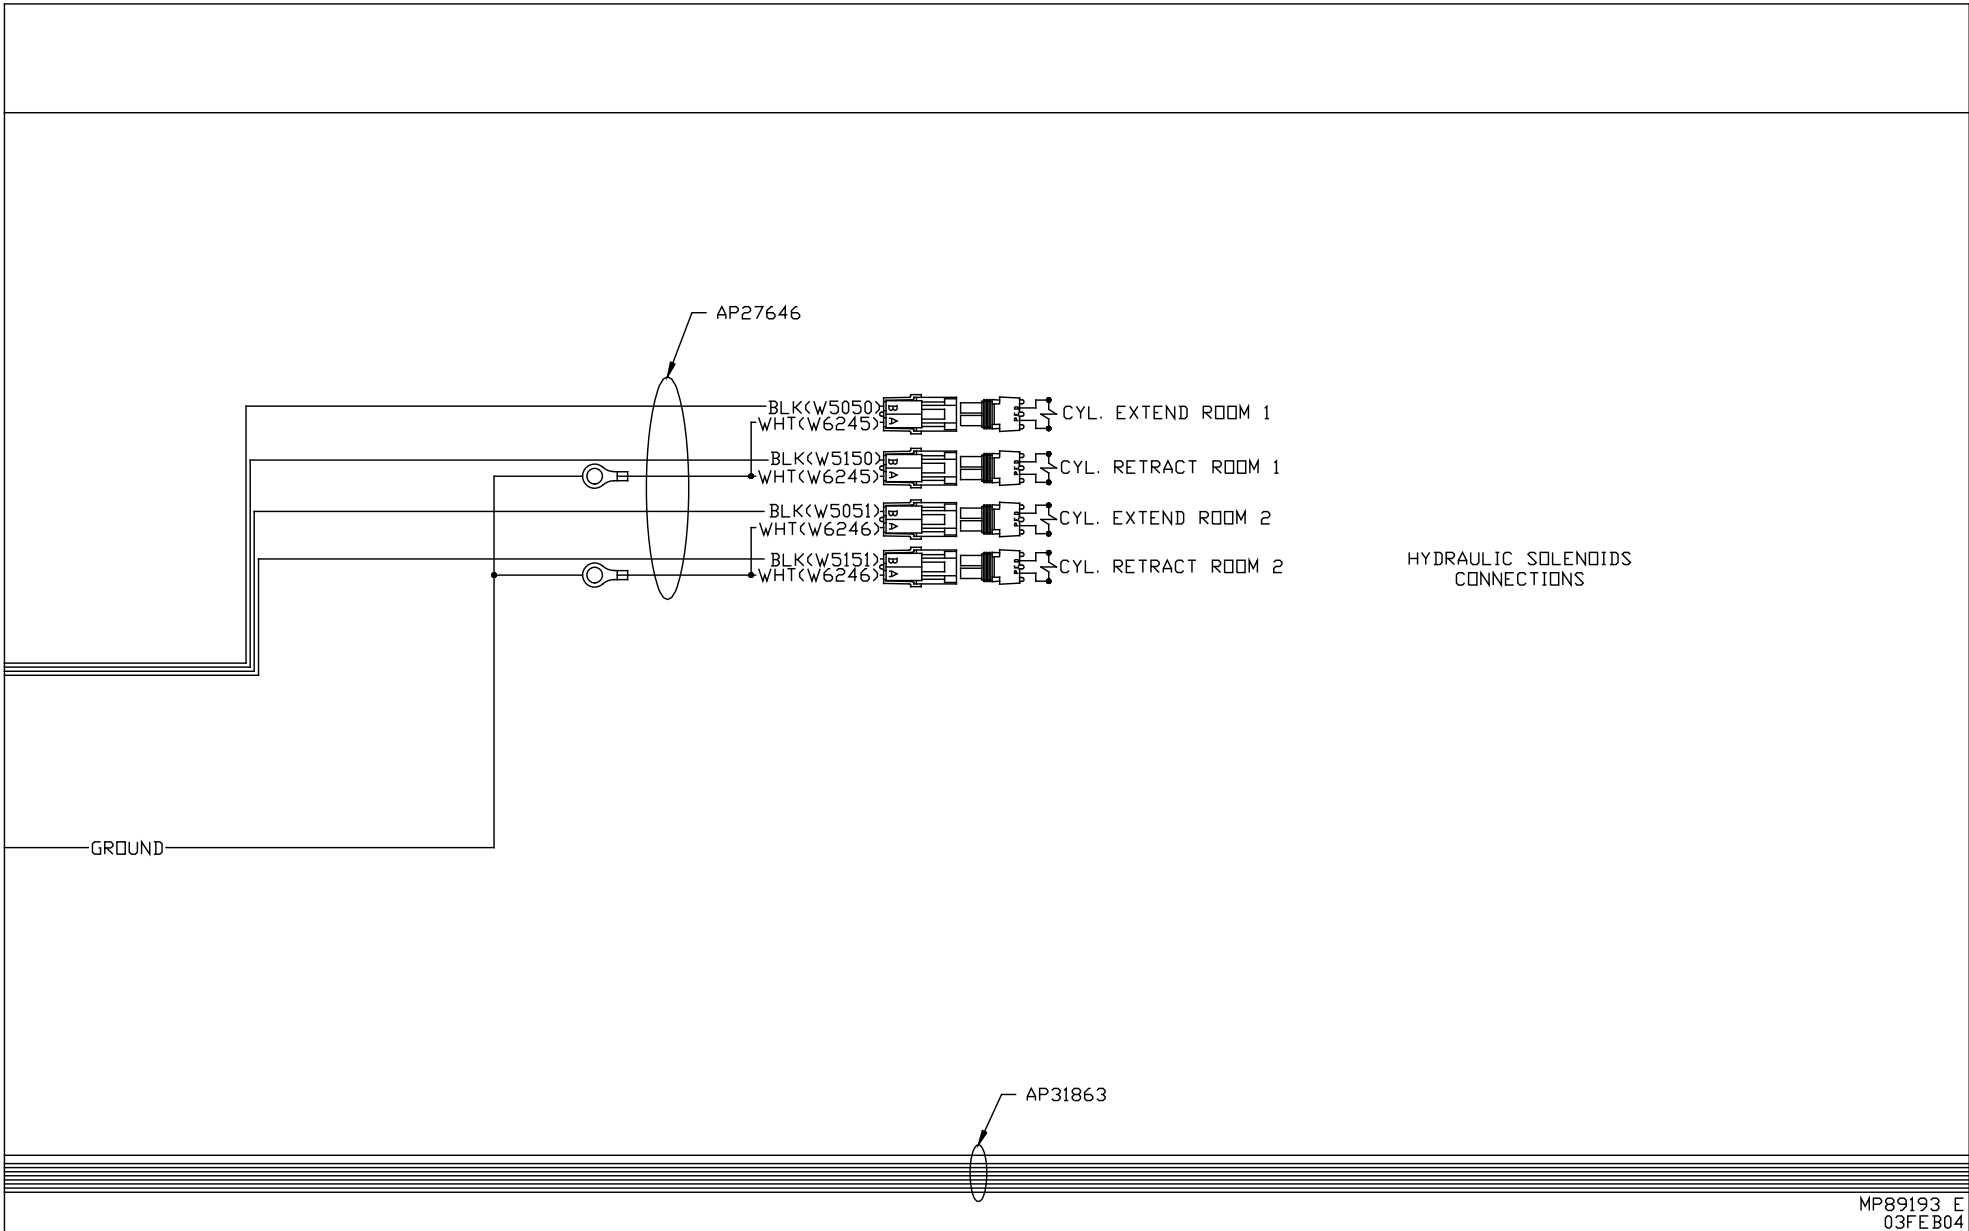 AP27646
BLK(W5050) B CYL. EXTEND ROOM 1
WHT(W6245) A
BLK(W5150) B CYL. RETRACT ROOM 1
WHT(W6245) A
BLK(W5051) B CYL. EXTEND ROOM 2
WHT(W6246) A
BLK(W5151) B CYL. RETRACT ROOM 2
WHT(W6246) A
HYDRAULIC SOLENOIDS
CONNECTIONS
GROUND
AP31863
MP89193 E
03FEB04